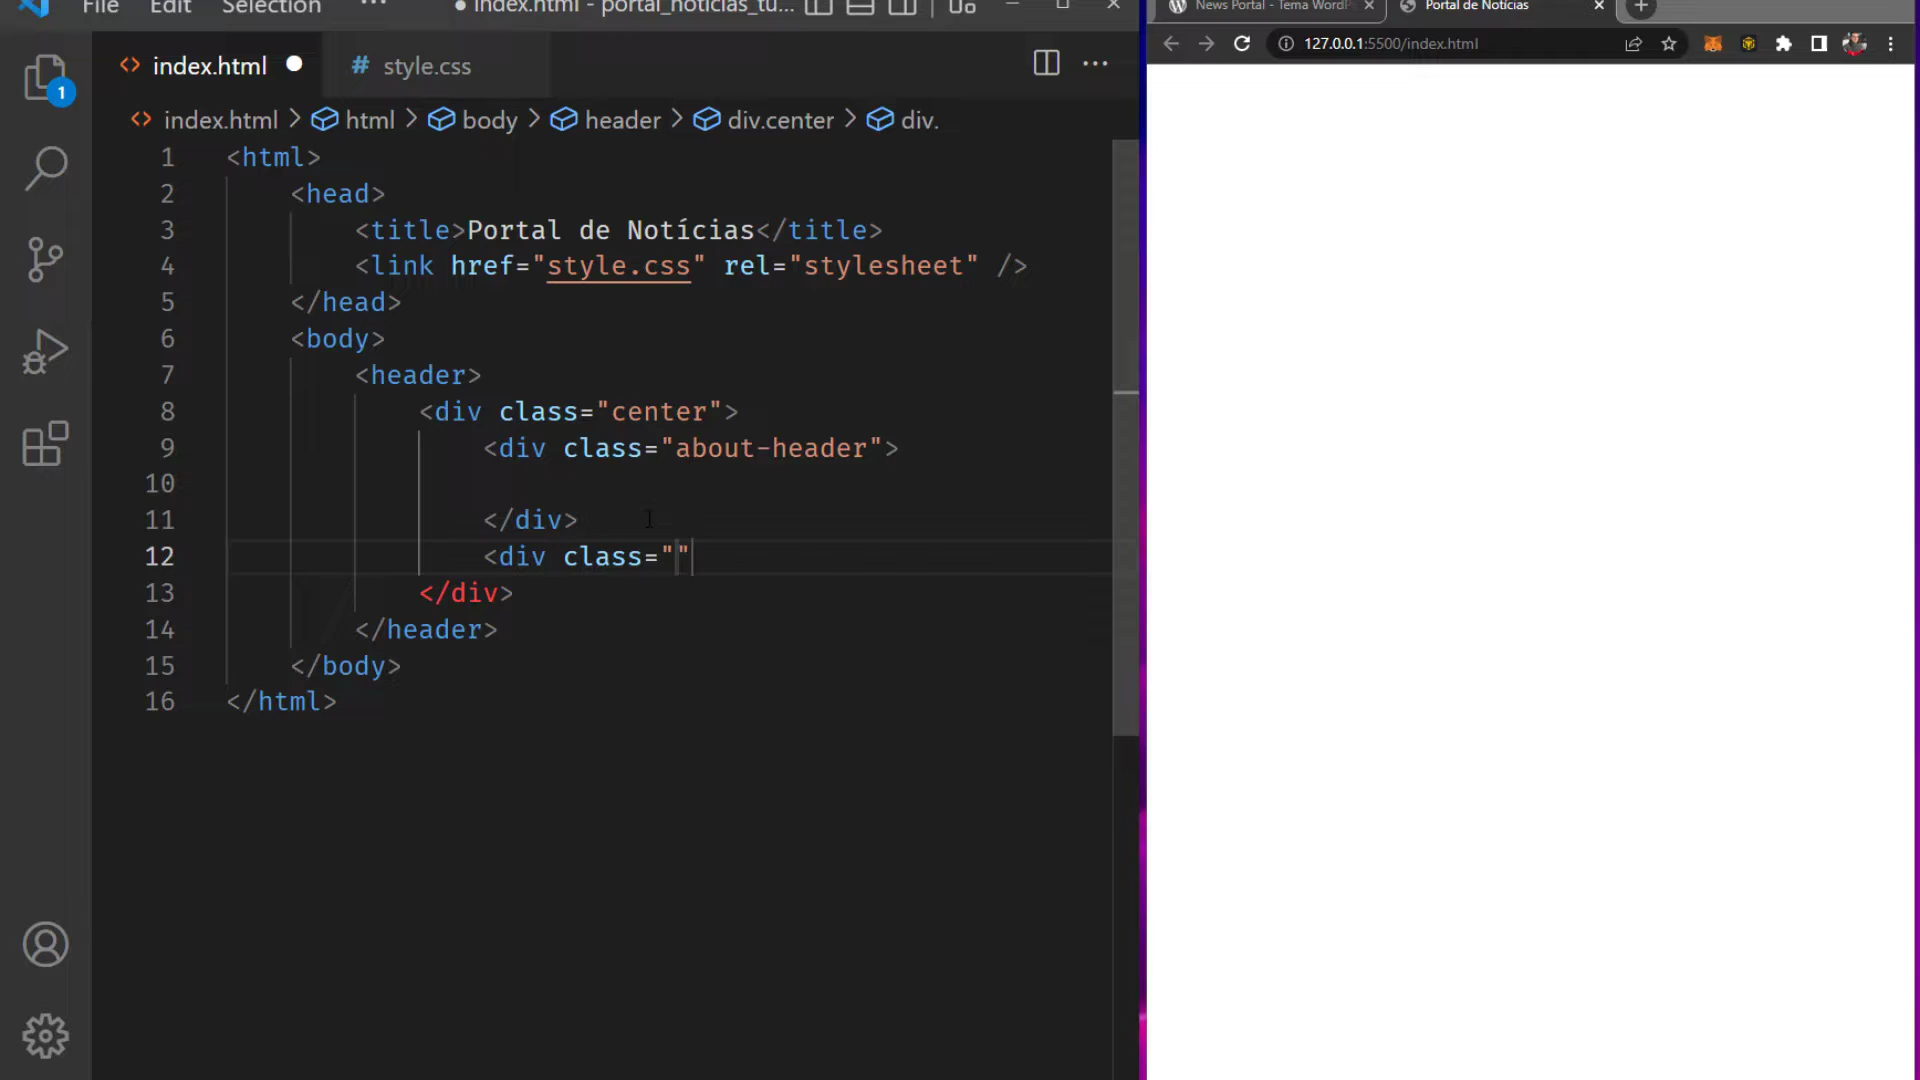 File Edit Selection ··· ● index.html - portal_noticias_tu...
index.html ● # style.css ···
index.html > html > body > header > div.center > div.
1 <html>
2 <head>
3 <title>Portal de Notícias</title>
4 <link href="style.css" rel="stylesheet" />
5 </head>
6 <body>
7 <header>
8 <div class="center">
9 <div class="about-header">
10
11 </div>
12 <div class=""
13 </div>
14 </header>
15 </body>
16 </html>
1
News Portal - Tema WordP
Portal de Notícias
127.0.0.1:5500/index.html